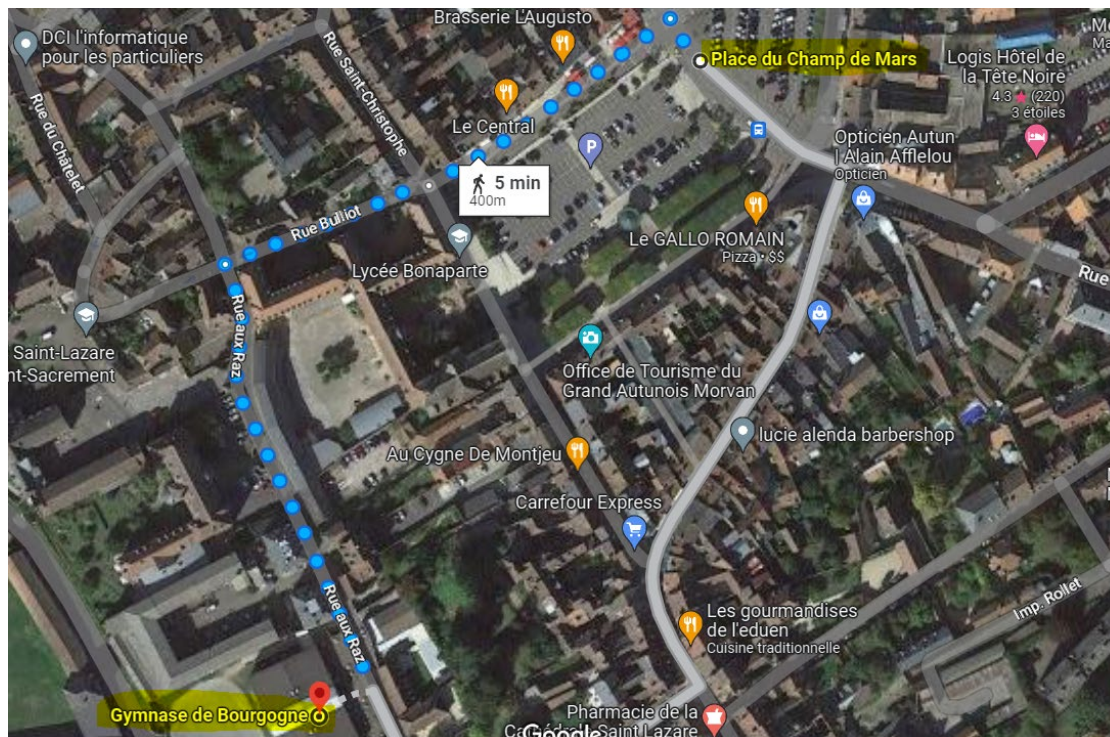 Brasserie L'Augusto
DCI l'informatique
pour les particuliers
Place du Champ de Mars
Logis Hôtel de
la Tête Noire
4.3 ★ (220)
3 étoiles
Rue Saint-Christophe
Rue du Châtelet
Le Central
P
Opticien Autun
| Alain Afflelou
Opticien
5 min
400m
Rue Bulliot
Le GALLO ROMAIN
Pizza • $$
Lycée Bonaparte
Rue
Rue aux Raz
Saint-Lazare
nt-Sacrement
Office de Tourisme du
Grand Autunois Morvan
lucie alenda barbershop
Au Cygne De Montjeu
Carrefour Express
Rue aux Raz
Imp. Rollet
Les gourmandises
de l'eduen
Cuisine traditionnelle
Gymnase de Bourgogne
Pharmacie de la
Cathédrale Saint Lazare
Google